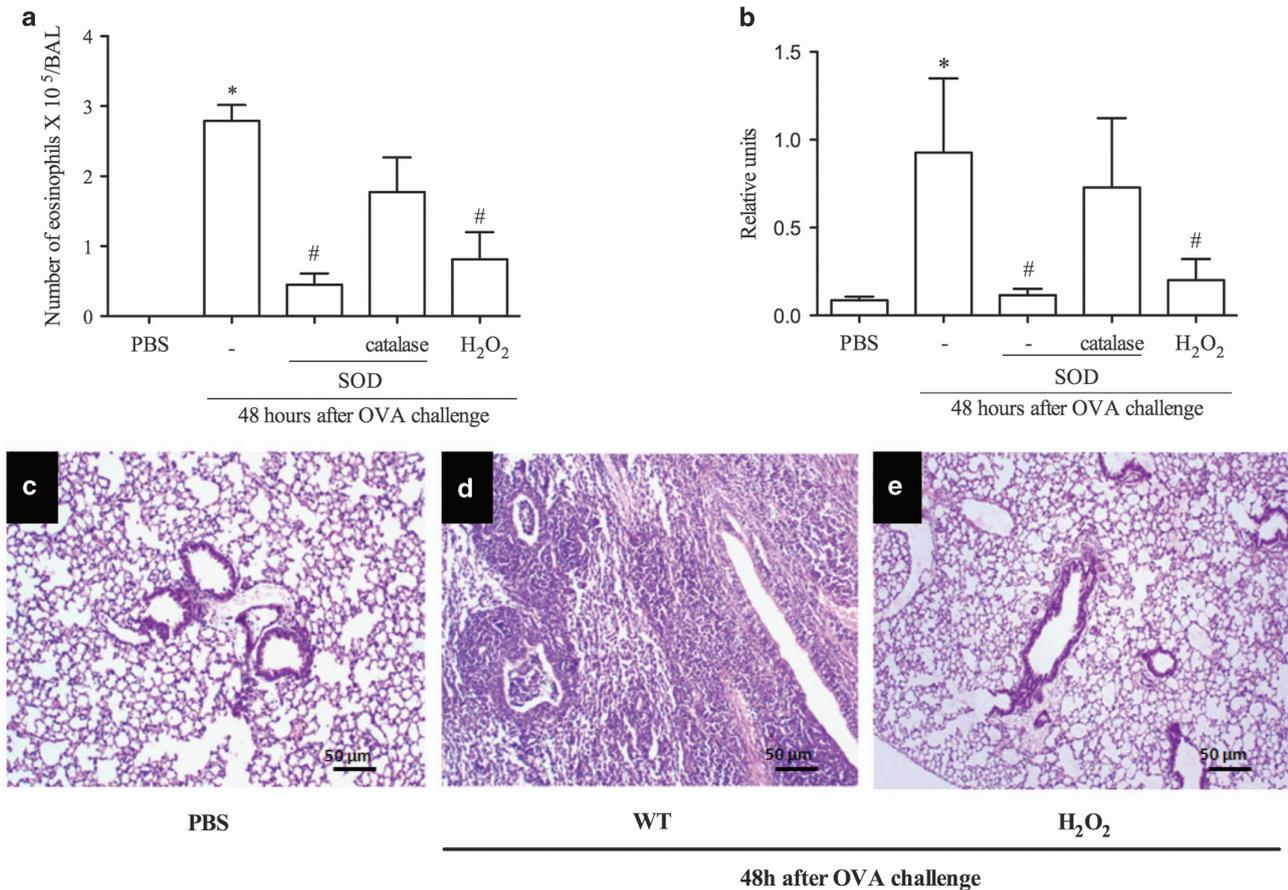 a
Number of eosinophils X 10 ⁵/BAL
4
3
2
1
0
*
#
#
PBS
-
-
catalase
H₂O₂
SOD
48 hours after OVA challenge
b
Relative units
1.5
1.0
0.5
0.0
*
#
#
PBS
-
-
catalase
H₂O₂
SOD
48 hours after OVA challenge
c
50 µm
d
50 µm
e
50 µm
PBS
WT
H₂O₂
48h after OVA challenge